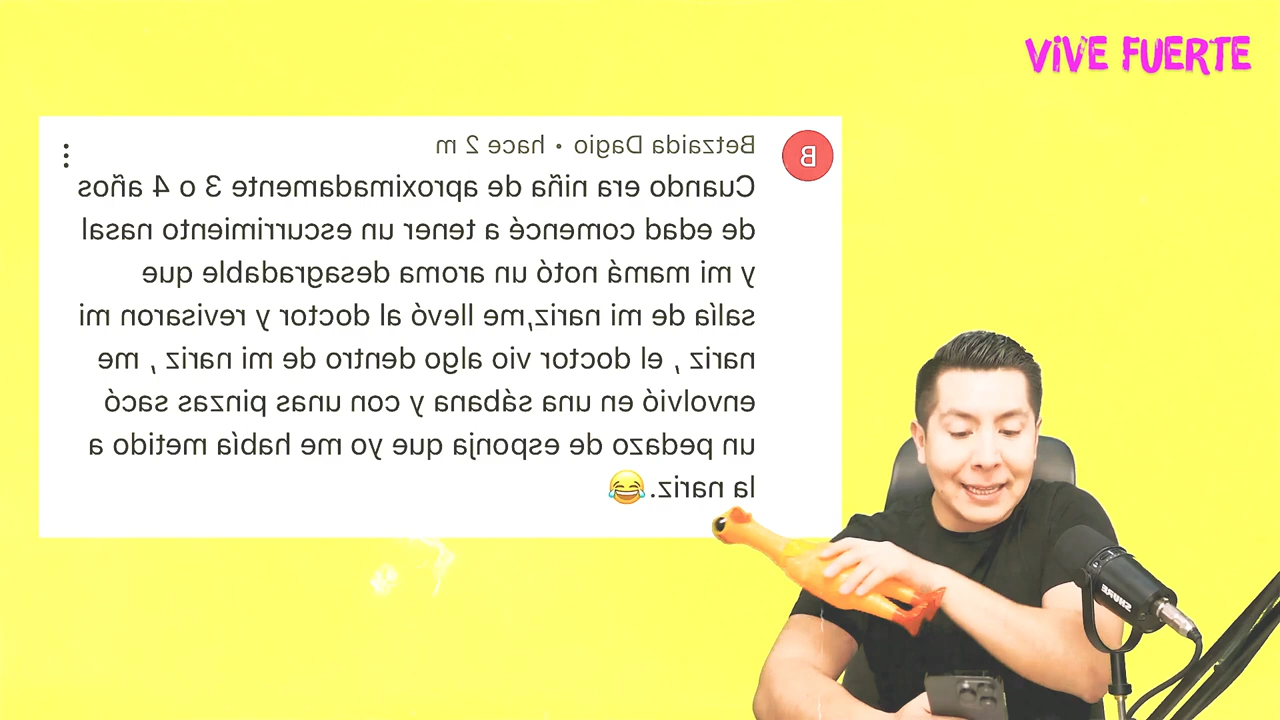 VIVE FUERTE
B
Betzaida Dagio • hace 2 m
Cuando era niña de aproximadamente 3 o 4 años
de edad comencé a tener un escurrimiento nasal
y mi mamá notó un aroma desagradable que
salía de mi nariz,me llevó al doctor y revisaron mi
nariz , el doctor vio algo dentro de mi nariz , me
envolvió en una sábana y con unas pinzas sacó
un pedazo de esponja que yo me había metido a
la nariz.😂
SHURE